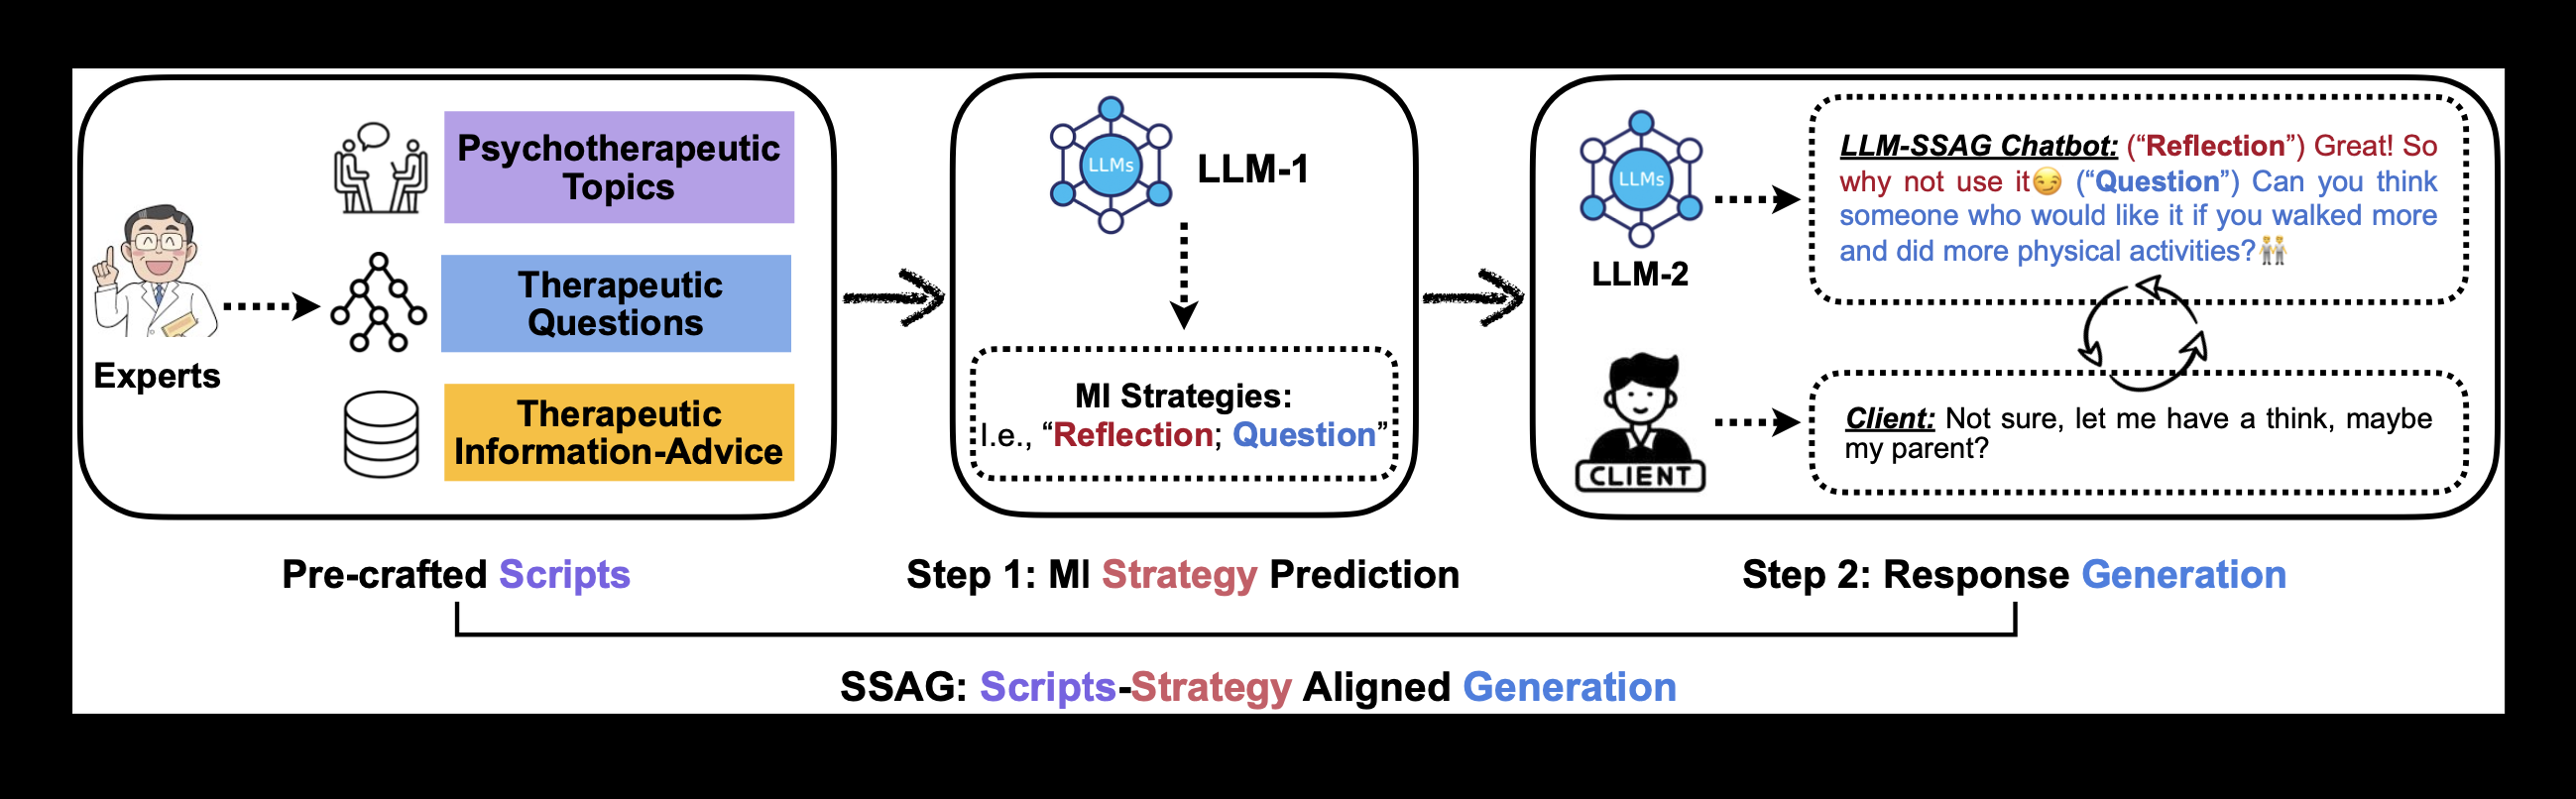 Psychotherapeutic
Topics
Therapeutic
Questions
Experts
Therapeutic
Information-Advice
Pre-crafted Scripts
LLMs
LLM-1
MI Strategies:
I.e., “Reflection; Question”
Step 1: MI Strategy Prediction
LLMs
LLM-2
LLM-SSAG Chatbot: (“Reflection”) Great! So
why not use it😏 (“Question”) Can you think
someone who would like it if you walked more
and did more physical activities?👬
CLIENT
Client: Not sure, let me have a think, maybe
my parent?
Step 2: Response Generation
SSAG: Scripts-Strategy Aligned Generation